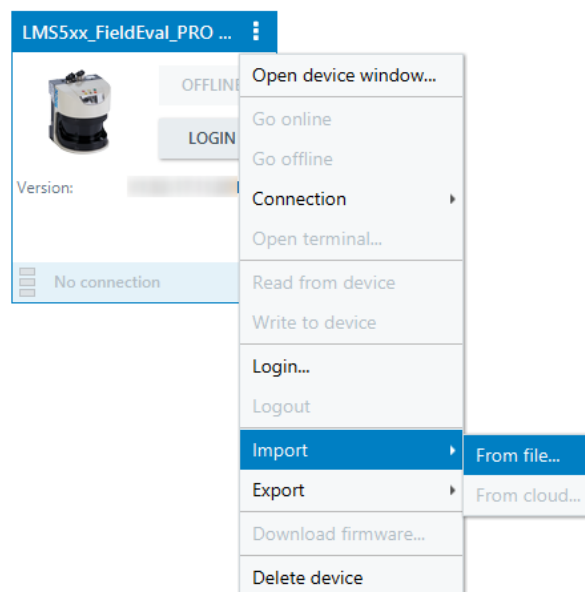 LMS5xx_FieldEval_PRO ...
OFFLINE
LOGIN
Version:
No connection
Open device window...
Go online
Go offline
Connection
Open terminal...
Read from device
Write to device
Login...
Logout
Import
Export
Download firmware...
Delete device
From file...
From cloud...